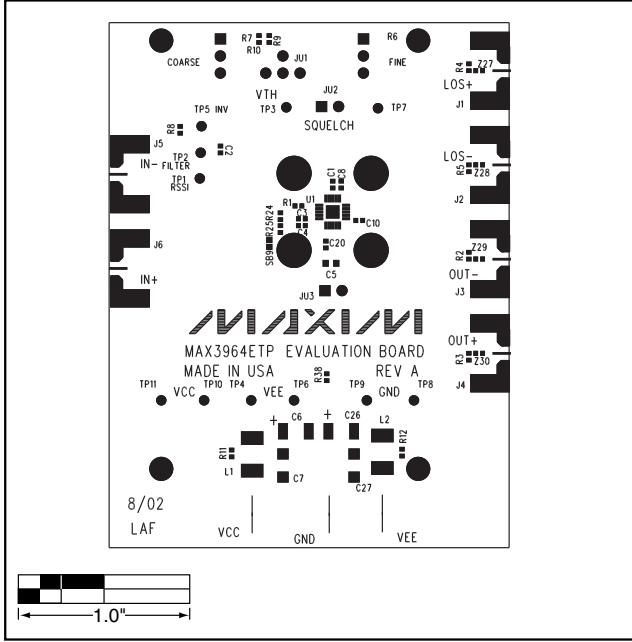 R7
R9
R10
R6
COARSE
JU1
FINE
VTH
JU2
TP5 INV
TP3
TP7
SQUELCH
R4
Z27
LOS+
J1
R8
J5
TP2
C2
IN-
FILTER
TP1
RSSI
LOS-
R5
Z28
J2
C1
C8
R1
U1
R24
R25
C3
C4
C10
SB9
C20
C5
J6
IN+
R2
Z29
OUT-
J3
JU3
MAXIM
MAX3964ETP EVALUATION BOARD
MADE IN USA REV A
OUT+
R3
Z30
J4
R38
TP11 VCC TP10 TP4 VEE TP6 TP9 GND TP8
+ C6 + C26 L2
R11
R12
L1
C7
C27
8/02
LAF
VCC
GND
VEE
1.0"